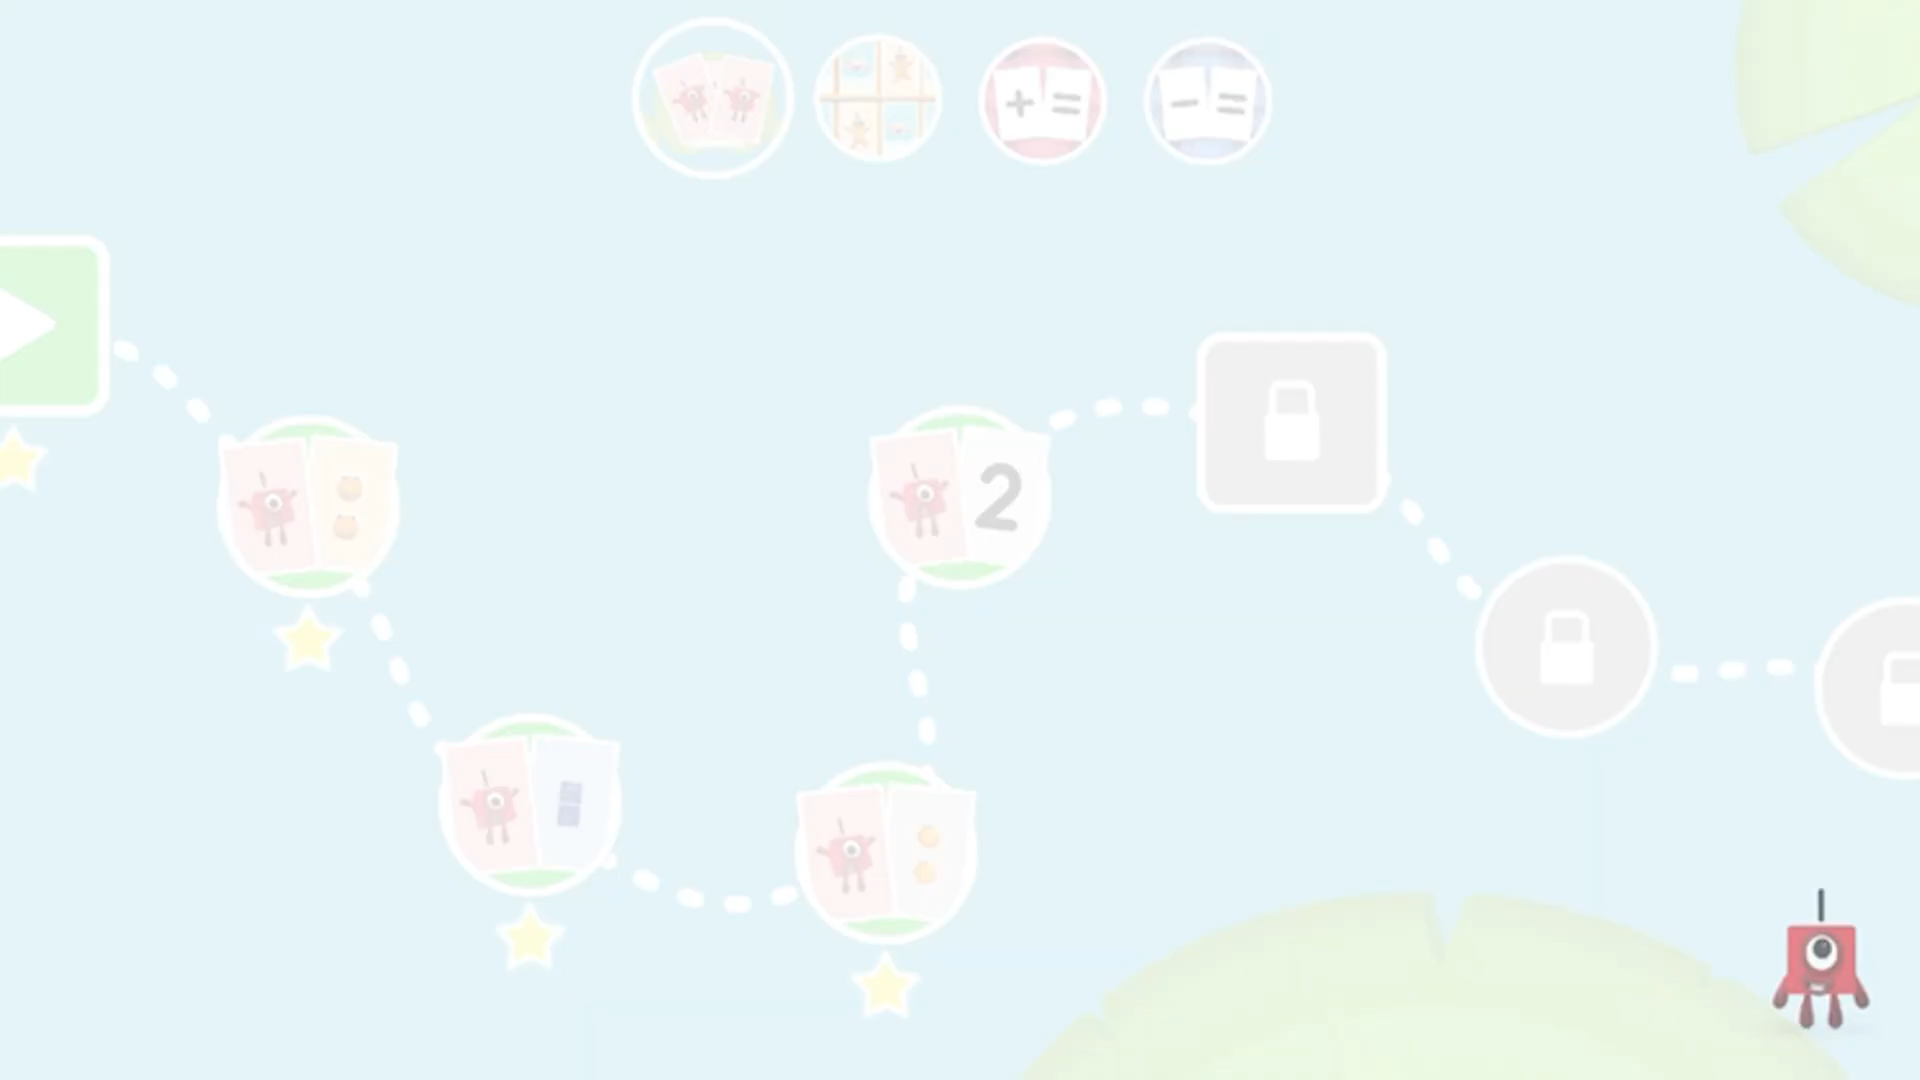 + =
- =
2